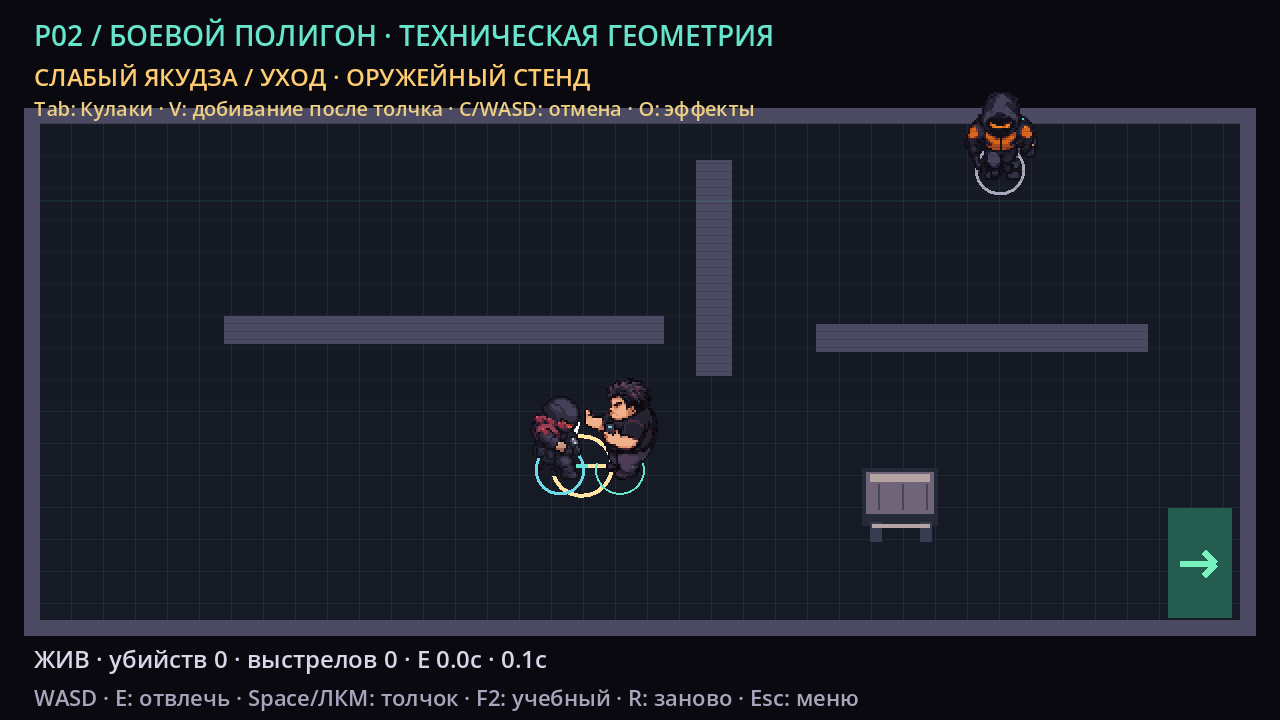 P02 / БОЕВОЙ ПОЛИГОН · ТЕХНИЧЕСКАЯ ГЕОМЕТРИЯ
СЛАБЫЙ ЯКУДЗА / УХОД · ОРУЖЕЙНЫЙ СТЕНД
Tab: Кулаки · V: добивание после толчка · C/WASD: отмена · O: эффекты
ЖИВ · убийств 0 · выстрелов 0 · E 0.0с · 0.1с
WASD · E: отвлечь · Space/ЛКМ: толчок · F2: учебный · R: заново · Esc: меню